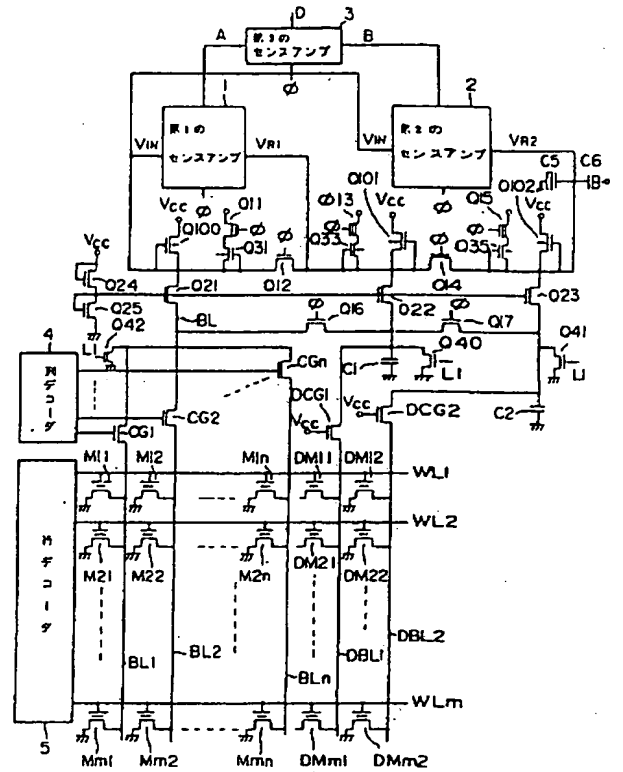 D
3
A
第3の
センスアンプ
B
φ
1
2
VIN
第1の
センスアンプ
VR1
VIN
第2の
センスアンプ
VR2
C5
C6
φ
φ
Q11
φ
φ13
φ
Q101
Vcc
Q15
φ
Q102
Vcc
Vcc
Q100
Q31
Q33
Q35
Vcc
φ
Q12
φ
Q14
Q24
Q21
Q22
Q23
Q25
BL
φ
Q16
φ
Q17
4
L1
Q42
Q40
Q41
列デコーダ
CGn
C1
L1
L1
DCG1
Vcc
DCG2
C2
CG1
CG2
Vcc
M11
M12
M1n
DM11
DM12
WL1
WL2
行デコーダ
M21
M22
M2n
DM21
DM22
BL1
BL2
BLn
DBL1
DBL2
WLm
5
Mm1
Mm2
Mmn
DMm1
DMm2